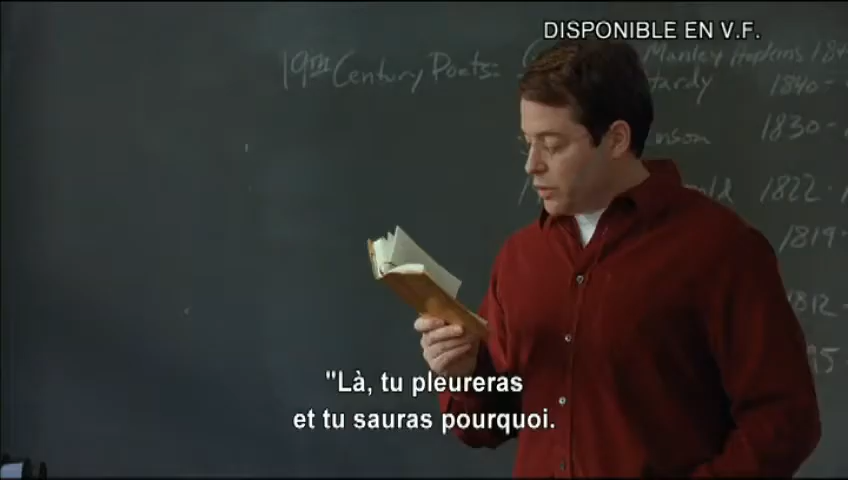 DISPONIBLE EN V.F.
19th Century Poets: Manley Hopkins 184
1840-
1830-
1822-
1819-
1812-
"Là, tu pleureras
et tu sauras pourquoi.